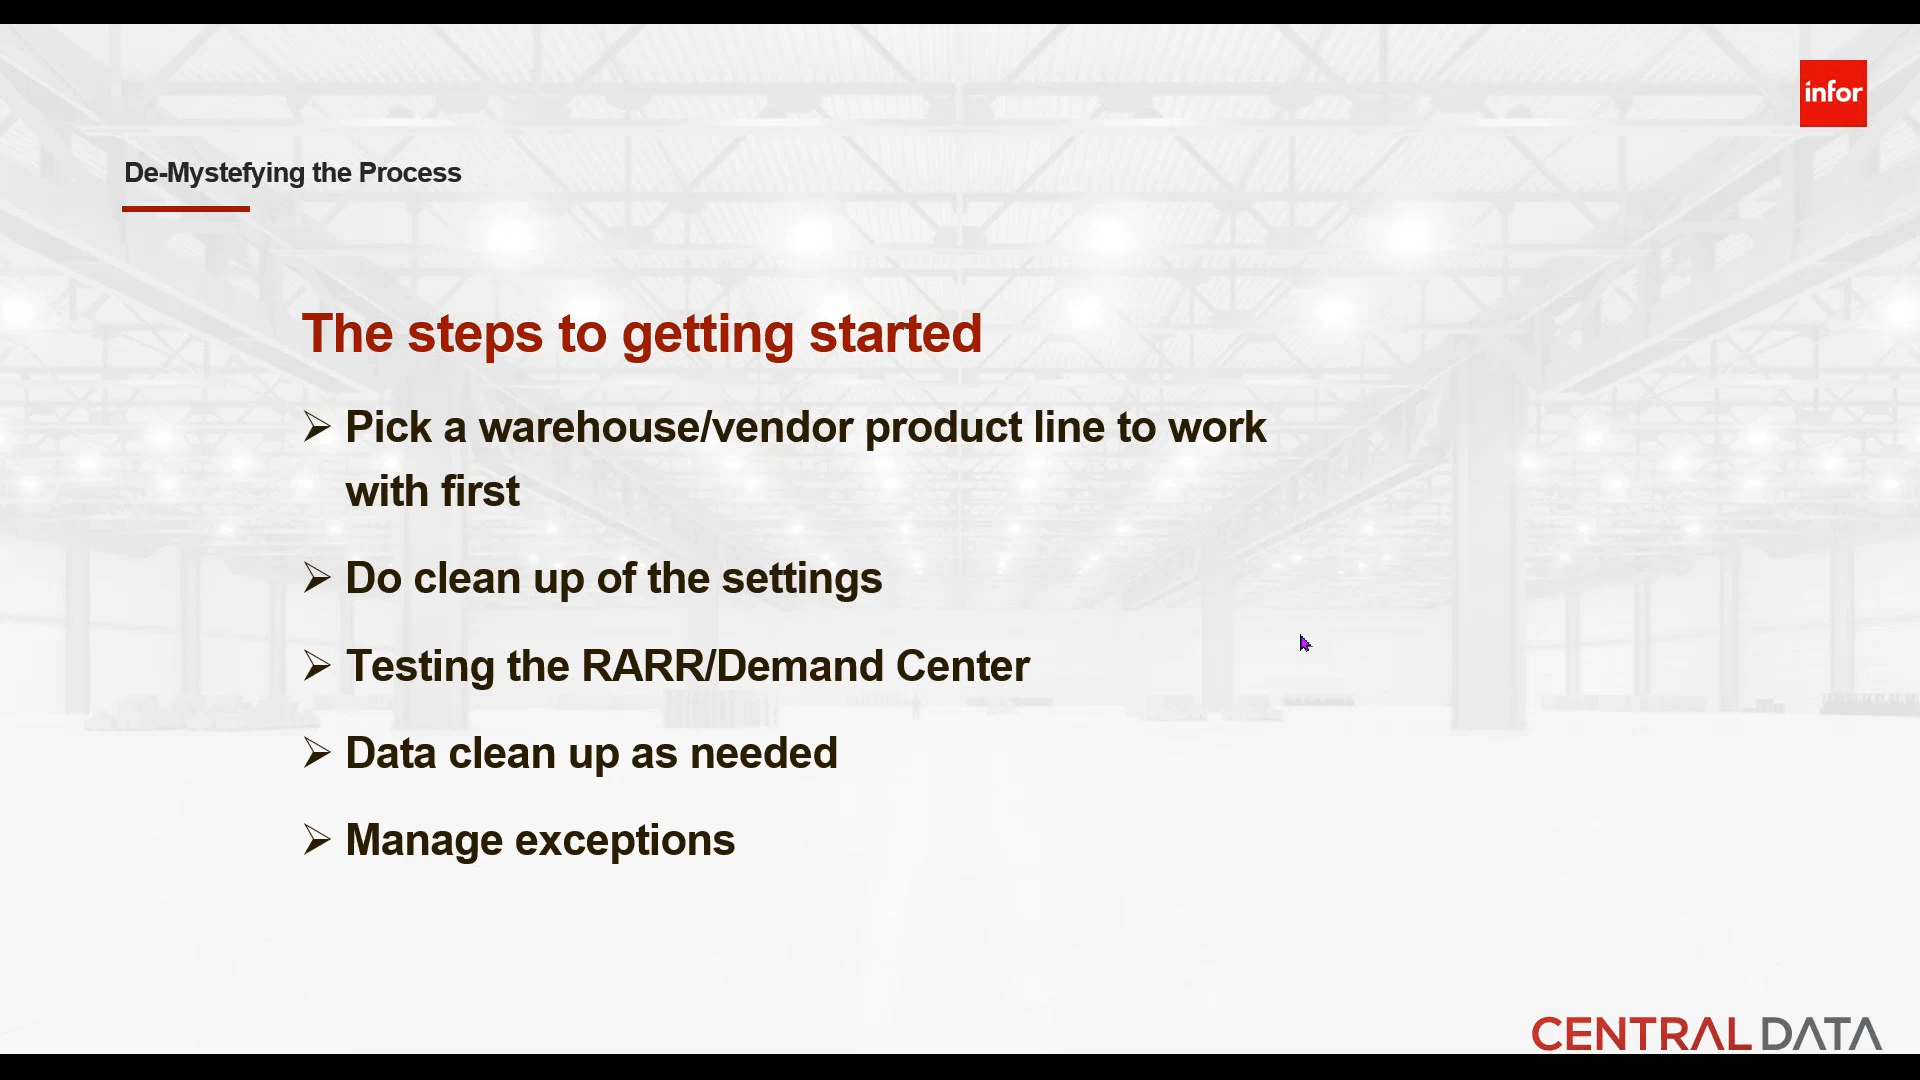 infor
De-Mystefying the Process
The steps to getting started
➢ Pick a warehouse/vendor product line to work
with first
➢ Do clean up of the settings
➢ Testing the RARR/Demand Center
➢ Data clean up as needed
➢ Manage exceptions
CENTRAL DATA